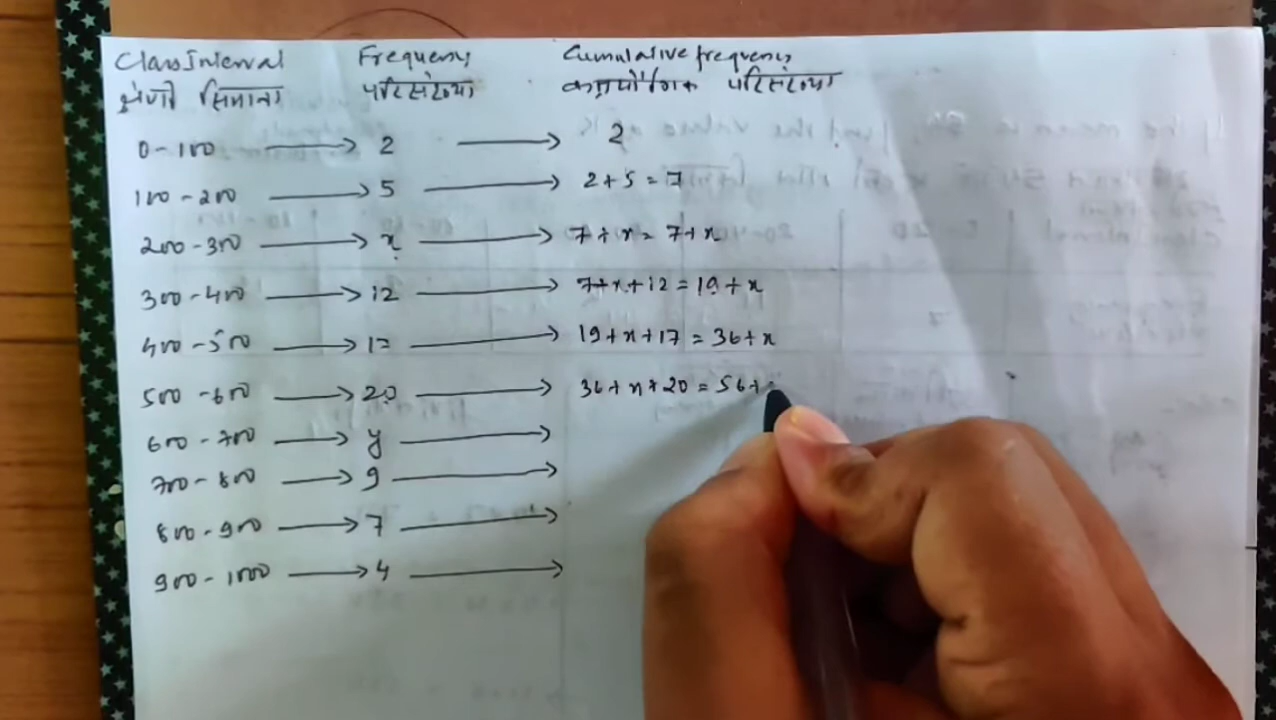 Class Interval Frequency Cumulative frequency
श्रेणी सिमाना परिसंख्या परिसंख्या
0-100 → 2 → 2
100-200 → 5 → 2+5=7
200-300 → x → 7+x=7+x
300-400 → 12 → 7+x+12=19+x
400-500 → 17 → 19+x+17=36+x
500-600 → 20 → 36+x+20=56+
600-700 → y →
700-800 → 9 →
800-900 → 7 →
900-1000 → 4 →